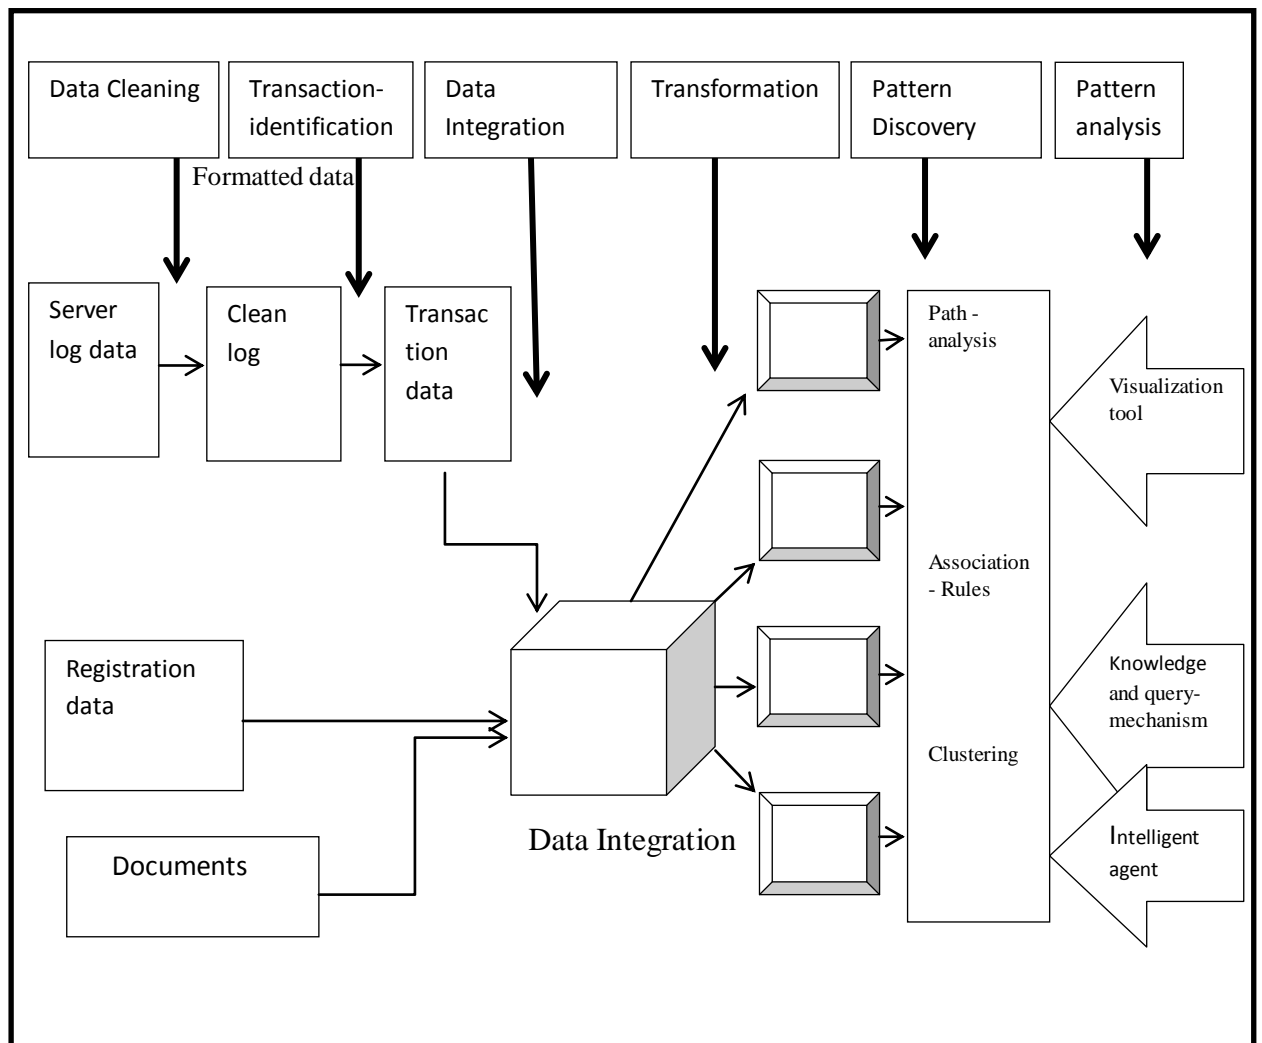 Data Cleaning
Transaction-
identification
Data
Integration
Transformation
Pattern
Discovery
Pattern
analysis
Formatted data
Server
log data
Clean
log
Transac
tion
data
Path -
analysis
Visualization
tool
Association
- Rules
Registration
data
Knowledge
and query-
mechanism
Clustering
Data Integration
Documents
Intelligent
agent